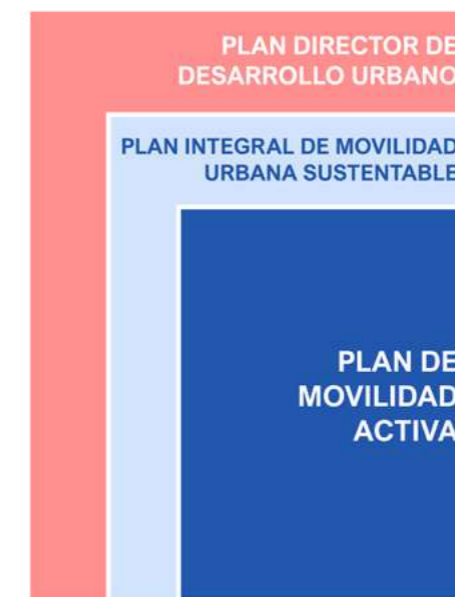 PLAN DIRECTOR DE
DESARROLLO URBANO
PLAN INTEGRAL DE MOVILIDAD
URBANA SUSTENTABLE
PLAN DE
MOVILIDAD
ACTIVA